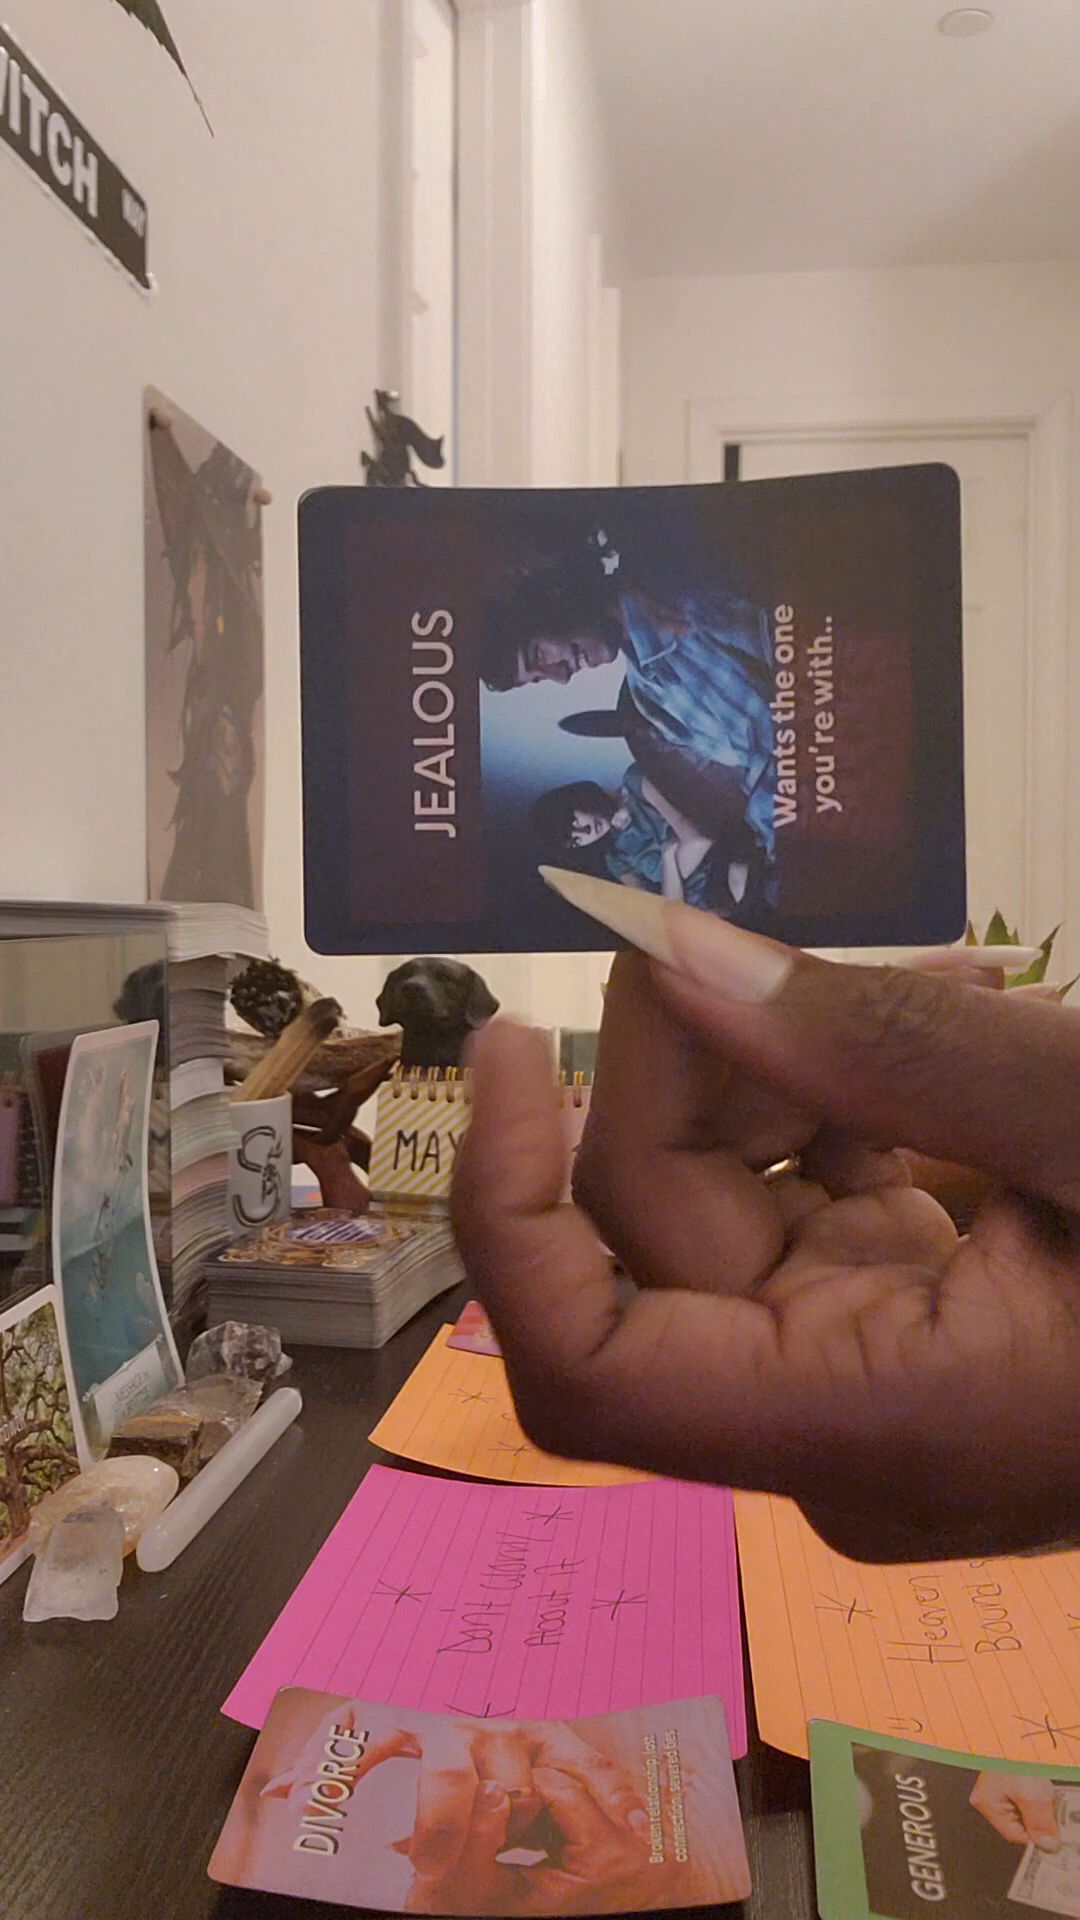 WITCH
WAY
JEALOUS
Wants the one
you're with..
MAY
S
* Don't Worry *
About It
*
Heaven
Bound
DIVORCE
Broken relationship, lost
connection, severed ties
GENEROUS